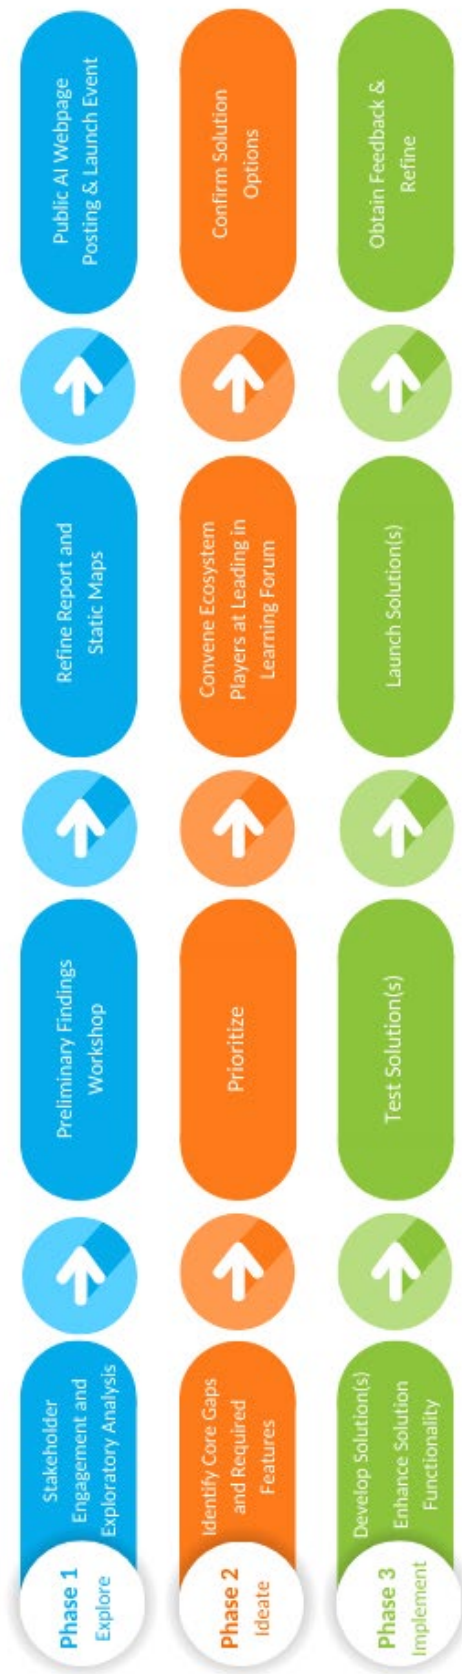 Phase 1
Explore
Stakeholder
Engagement and
Exploratory Analysis
Preliminary Findings
Workshop
Refine Report and
Static Maps
Public AI Webpage
Posting & Launch Event
Phase 2
Ideate
Identify Core Gaps
and Required
Features
Prioritize
Convene Ecosystem
Players at Leading in
Learning Forum
Confirm Solution
Options
Phase 3
Implement
Develop Solution(s)
Enhance Solution
Functionality
Test Solution(s)
Launch Solution(s)
Obtain Feedback &
Refine